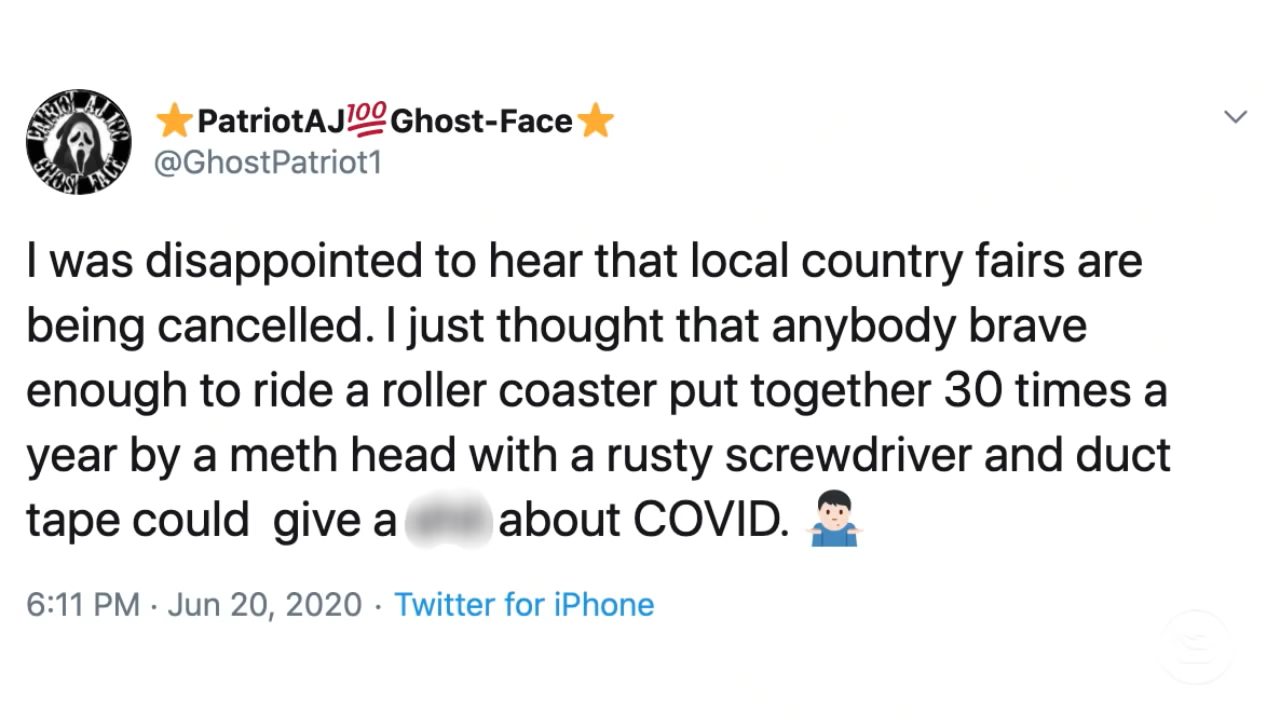 ⭐PatriotAJ💯Ghost-Face⭐
@GhostPatriot1
I was disappointed to hear that local country fairs are
being cancelled. I just thought that anybody brave
enough to ride a roller coaster put together 30 times a
year by a meth head with a rusty screwdriver and duct
tape could  give a about COVID. 🤷🏻‍♂️
6:11 PM · Jun 20, 2020 · Twitter for iPhone